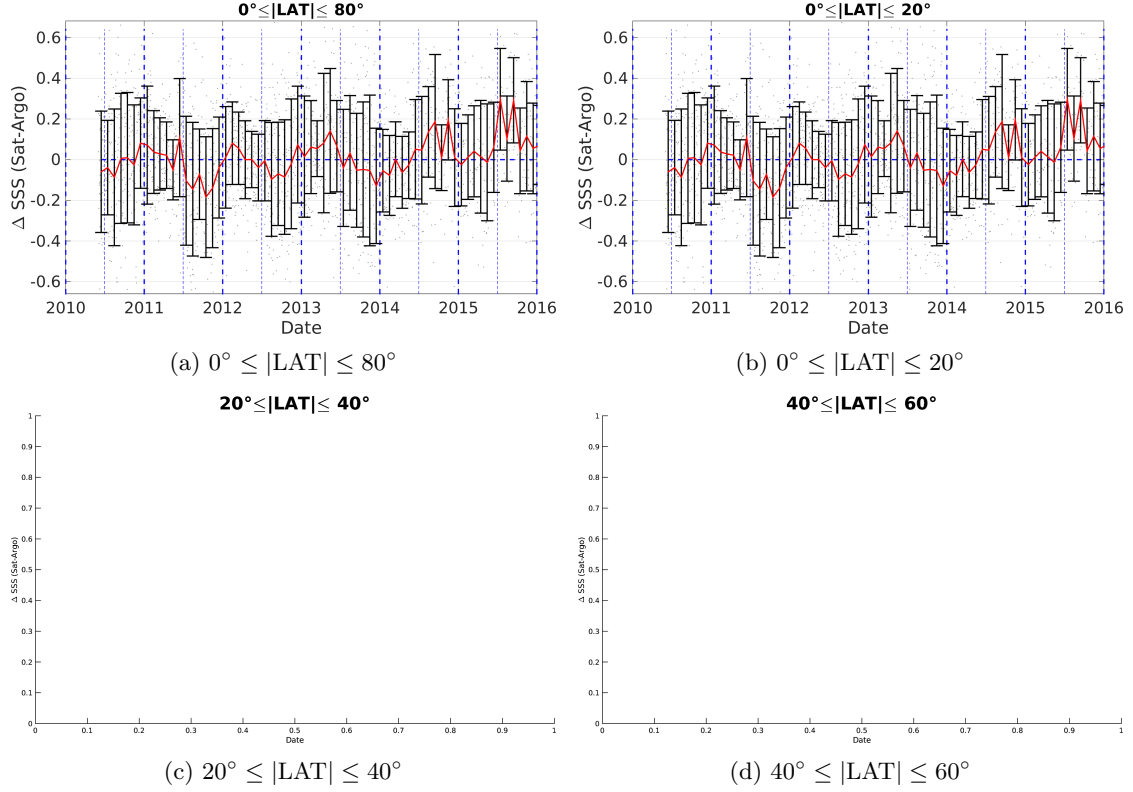 0°≤|LAT|≤ 80°
0.6
0.4
0.2
0
-0.2
-0.4
-0.6
Δ SSS (Sat-Argo)
2010 2011 2012 2013 2014 2015 2016
Date
(a) 0° ≤ |LAT| ≤ 80°
0°≤|LAT|≤ 20°
0.6
0.4
0.2
0
-0.2
-0.4
-0.6
Δ SSS (Sat-Argo)
2010 2011 2012 2013 2014 2015 2016
Date
(b) 0° ≤ |LAT| ≤ 20°
20°≤|LAT|≤ 40°
1
0.9
0.8
0.7
0.6
0.5
0.4
0.3
0.2
0.1
0
Δ SSS (Sat-Argo)
0 0.1 0.2 0.3 0.4 0.5 0.6 0.7 0.8 0.9 1
Date
(c) 20° ≤ |LAT| ≤ 40°
40°≤|LAT|≤ 60°
1
0.9
0.8
0.7
0.6
0.5
0.4
0.3
0.2
0.1
0
Δ SSS (Sat-Argo)
0 0.1 0.2 0.3 0.4 0.5 0.6 0.7 0.8 0.9 1
Date
(d) 40° ≤ |LAT| ≤ 60°